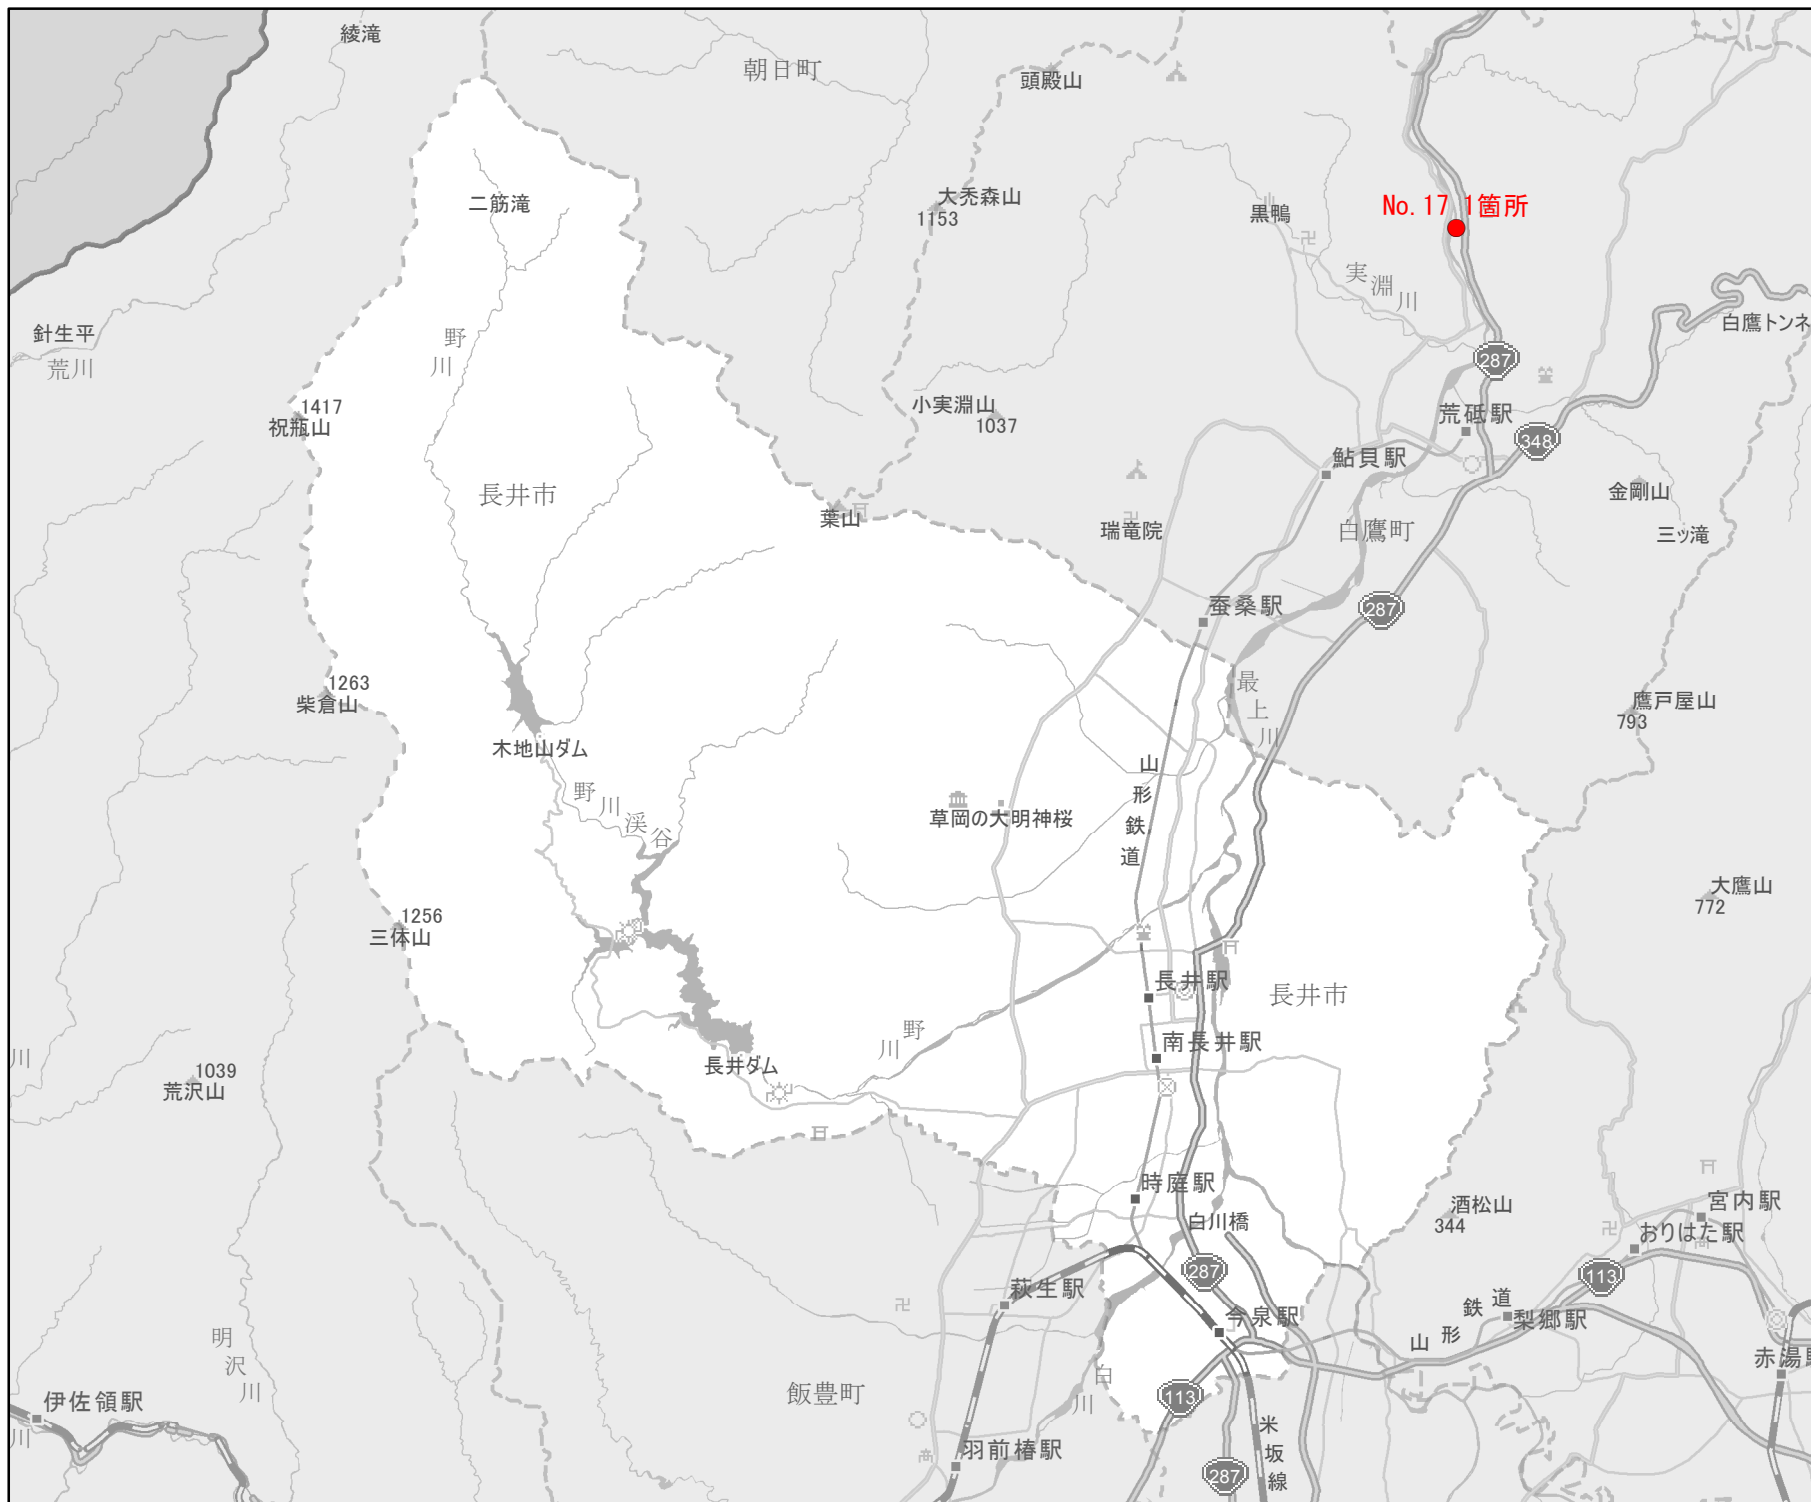 綾滝
朝日町
頭殿山
二筋滝
大禿森山
1153
黒鴨
No.17 1箇所
実淵川
白鷹トンネ
針生平
荒川
野川
287
1417
祝瓶山
小実淵山
1037
荒砥駅
348
鮎貝駅
長井市
葉山
瑞竜院
白鷹町
金剛山
三ッ滝
蚕桑駅
287
1263
柴倉山
最上川
鷹戸屋山
793
木地山ダム
野川渓谷
山形鉄道
草岡の大明神桜
大鷹山
772
1256
三体山
長井駅
長井市
野川
南長井駅
長井ダム
川
1039
荒沢山
時庭駅
白川橋
酒松山
344
宮内駅
おりはた駅
287
113
萩生駅
今泉駅
山形鉄道
梨郷駅
明沢川
赤湯
白川
113
飯豊町
伊佐領駅
川
米坂線
羽前椿駅
287